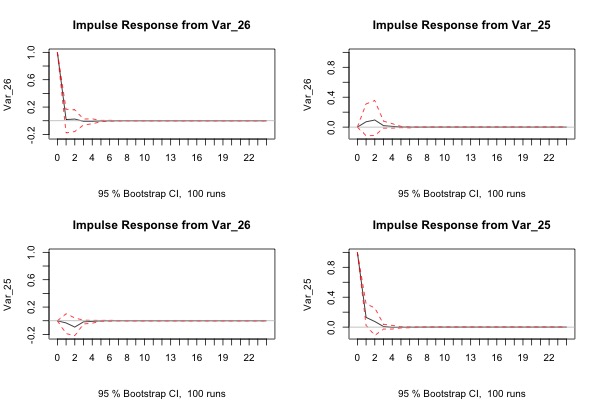 Impulse Response from Var_26
Var_26
1.0
0.6
0.2
-0.2
0 2 4 6 8 10 13 16 19 22
95 % Bootstrap CI, 100 runs
Impulse Response from Var_25
Var_26
0.8
0.4
0.0
0 2 4 6 8 10 13 16 19 22
95 % Bootstrap CI, 100 runs
Impulse Response from Var_26
Var_25
1.0
0.6
0.2
-0.2
0 2 4 6 8 10 13 16 19 22
95 % Bootstrap CI, 100 runs
Impulse Response from Var_25
Var_25
0.8
0.4
0.0
0 2 4 6 8 10 13 16 19 22
95 % Bootstrap CI, 100 runs